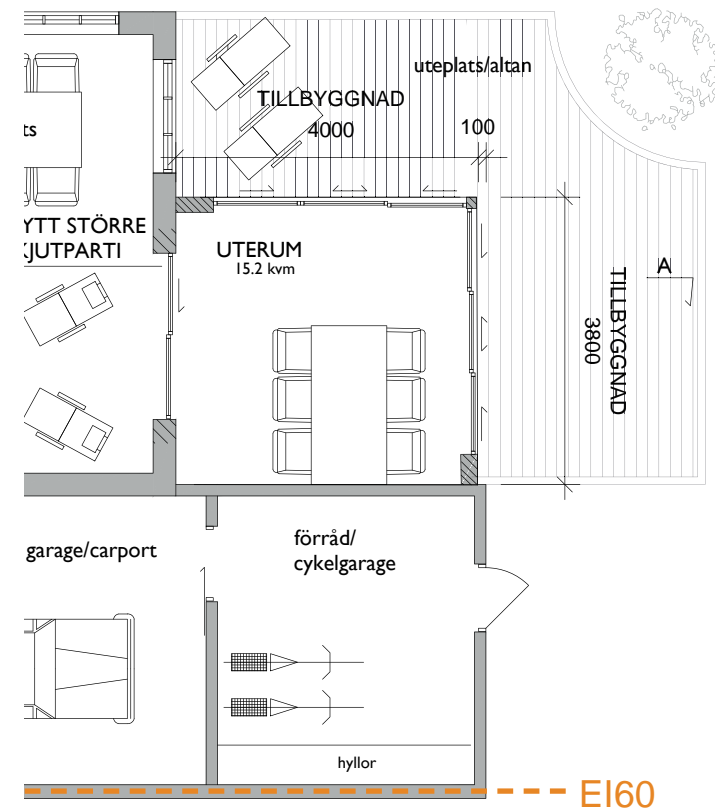 uteplats/altan
TILLBYGGNAD
4000
100
ts
YTT STÖRRE
KJUTPARTI
UTERUM
15.2 kvm
A
TILLBYGGNAD
3800
garage/carport
förråd/
cykelgarage
hyllor
EI60